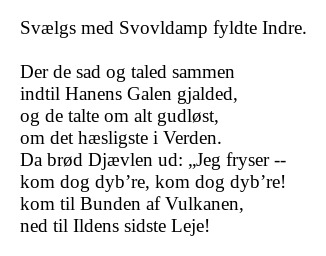 Svælgs med Svovldamp fyldte Indre.

Der de sad og taled sammen
indtil Hanens Galen gjalded,
og de talte om alt gudløst,
om det hæsligste i Verden.
Da brød Djævlen ud: „Jeg fryser --
kom dog dyb’re, kom dog dyb’re!
kom til Bunden af Vulkanen,
ned til Ildens sidste Leje!